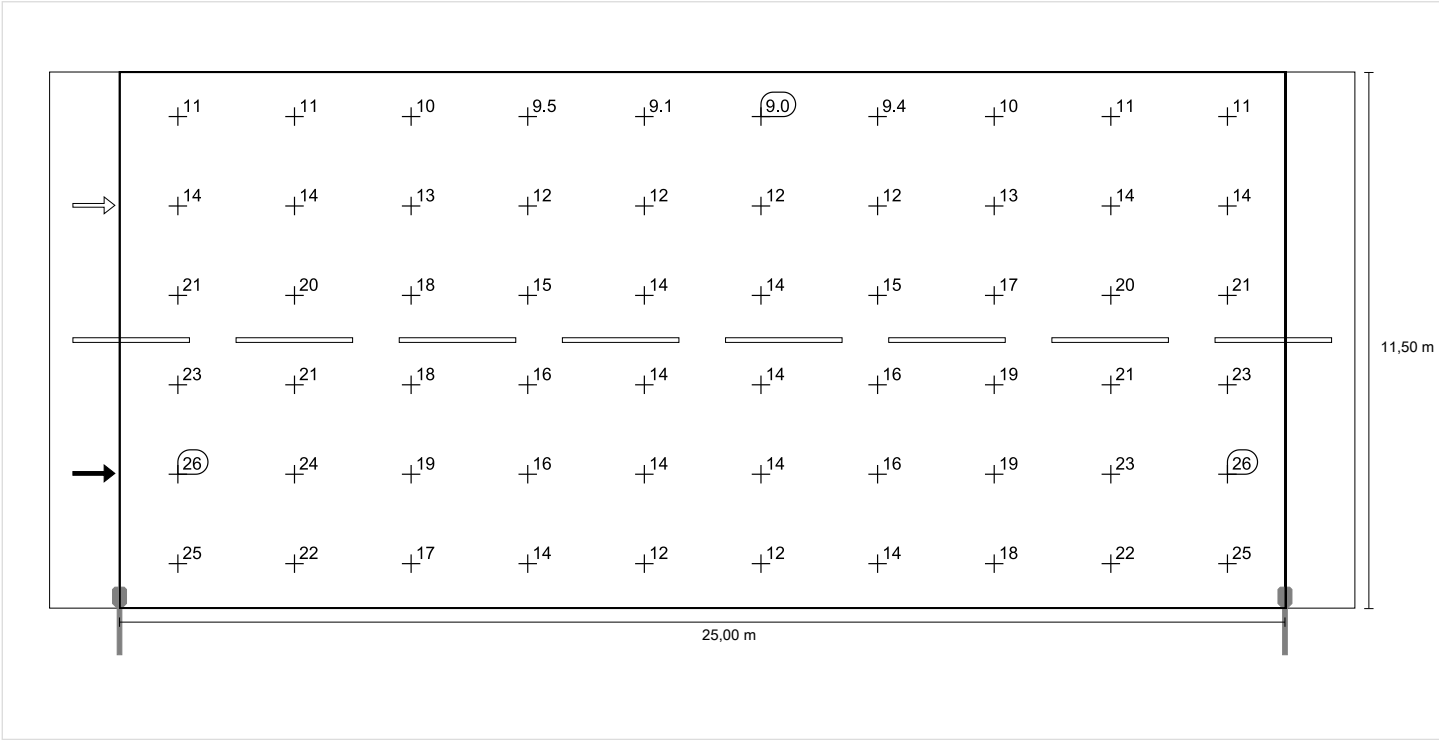 11 11 10 9.5 9.1 9.0 9.4 10 11 11
14 14 13 12 12 12 12 13 14 14
21 20 18 15 14 14 15 17 20 21
11,50 m
23 21 18 16 14 14 16 19 21 23
26 24 19 16 14 14 16 19 23 26
25 22 17 14 12 12 14 18 22 25
25,00 m